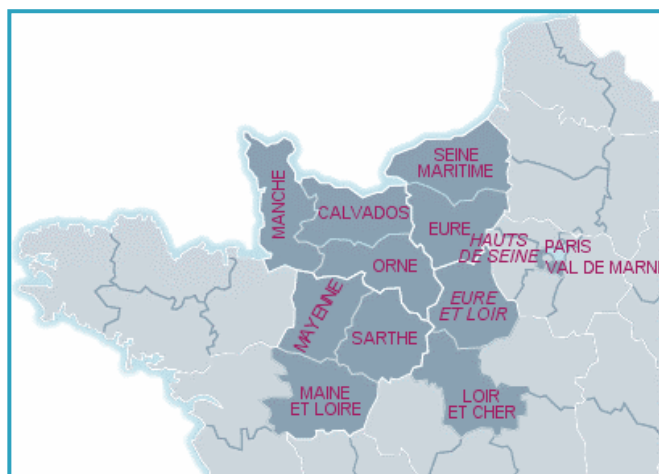 SEINE
MARITIME
MANCHE
CALVADOS
EURE
HAUTS
DE SEINE
PARIS
VAL DE MARNE
ORNE
EURE
ET LOIR
MAYENNE
SARTHE
MAINE
ET LOIRE
LOIR
ET CHER